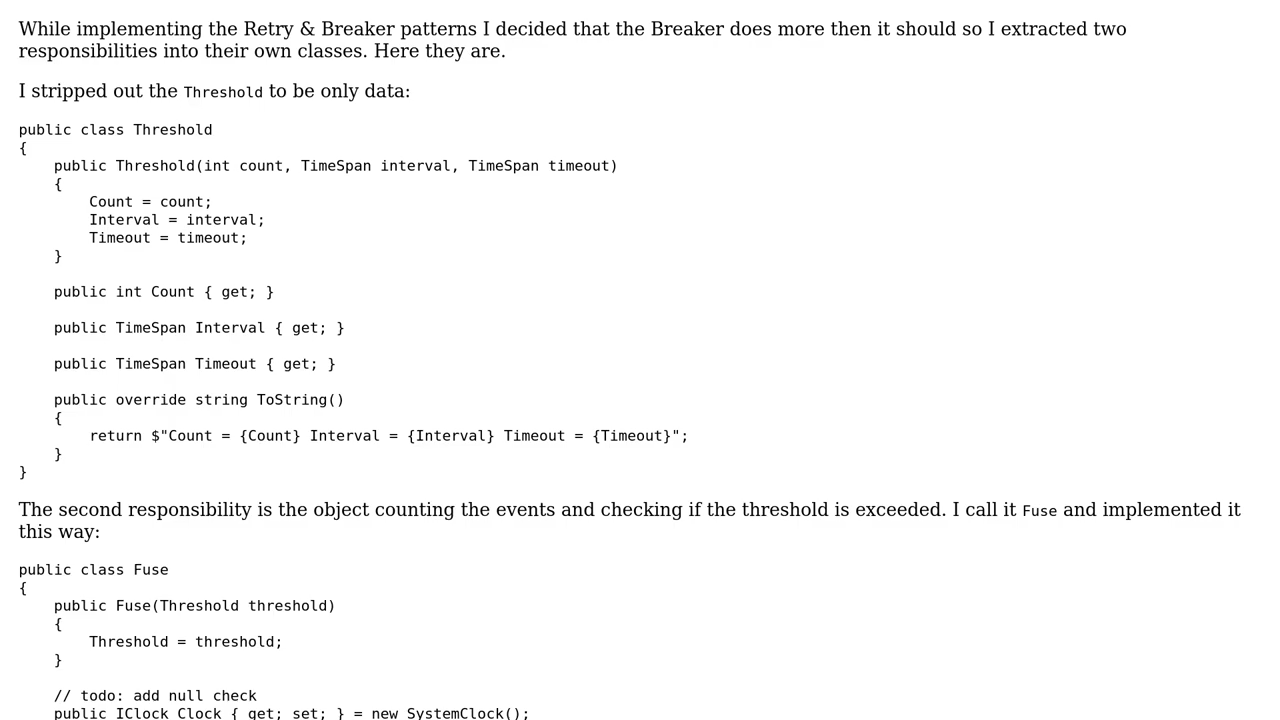 While implementing the Retry & Breaker patterns I decided that the Breaker does more then it should so I extracted two
responsibilities into their own classes. Here they are.
I stripped out the Threshold to be only data:
public class Threshold
{
    public Threshold(int count, TimeSpan interval, TimeSpan timeout)
    {
        Count = count;
        Interval = interval;
        Timeout = timeout;
    }
    public int Count { get; }
    public TimeSpan Interval { get; }
    public TimeSpan Timeout { get; }
    public override string ToString()
    {
        return $"Count = {Count} Interval = {Interval} Timeout = {Timeout}";
    }
}
The second responsibility is the object counting the events and checking if the threshold is exceeded. I call it Fuse and implemented it
this way:
public class Fuse
{
    public Fuse(Threshold threshold)
    {
        Threshold = threshold;
    }
    // todo: add null check
    public IClock Clock { get; set; } = new SystemClock();